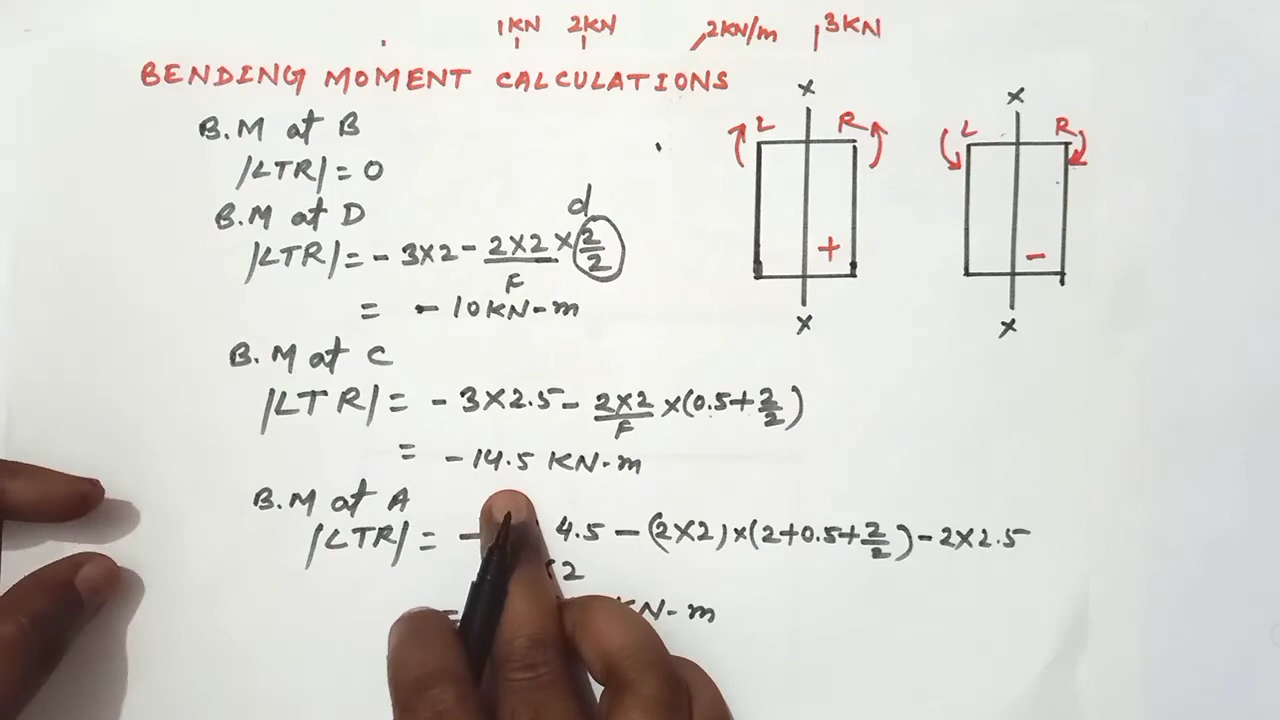 1KN 2KN 2KN/m 3KN
BENDING MOMENT CALCULATIONS
B.M at B
|LTR| = 0
B.M at D
d
|LTR| = - 3×2 - 2×2 × 2/2
F
= - 10KN-m
B.M at C
|LTR| = - 3×2.5 - 2×2 ×(0.5+2/2)
F
= -14.5 KN-m
B.M at A
|LTR| = - 4.5 - (2×2)×(2+0.5+2/2) - 2×2.5
2
= KN-m
X
L R
+
X
X
L R
-
X